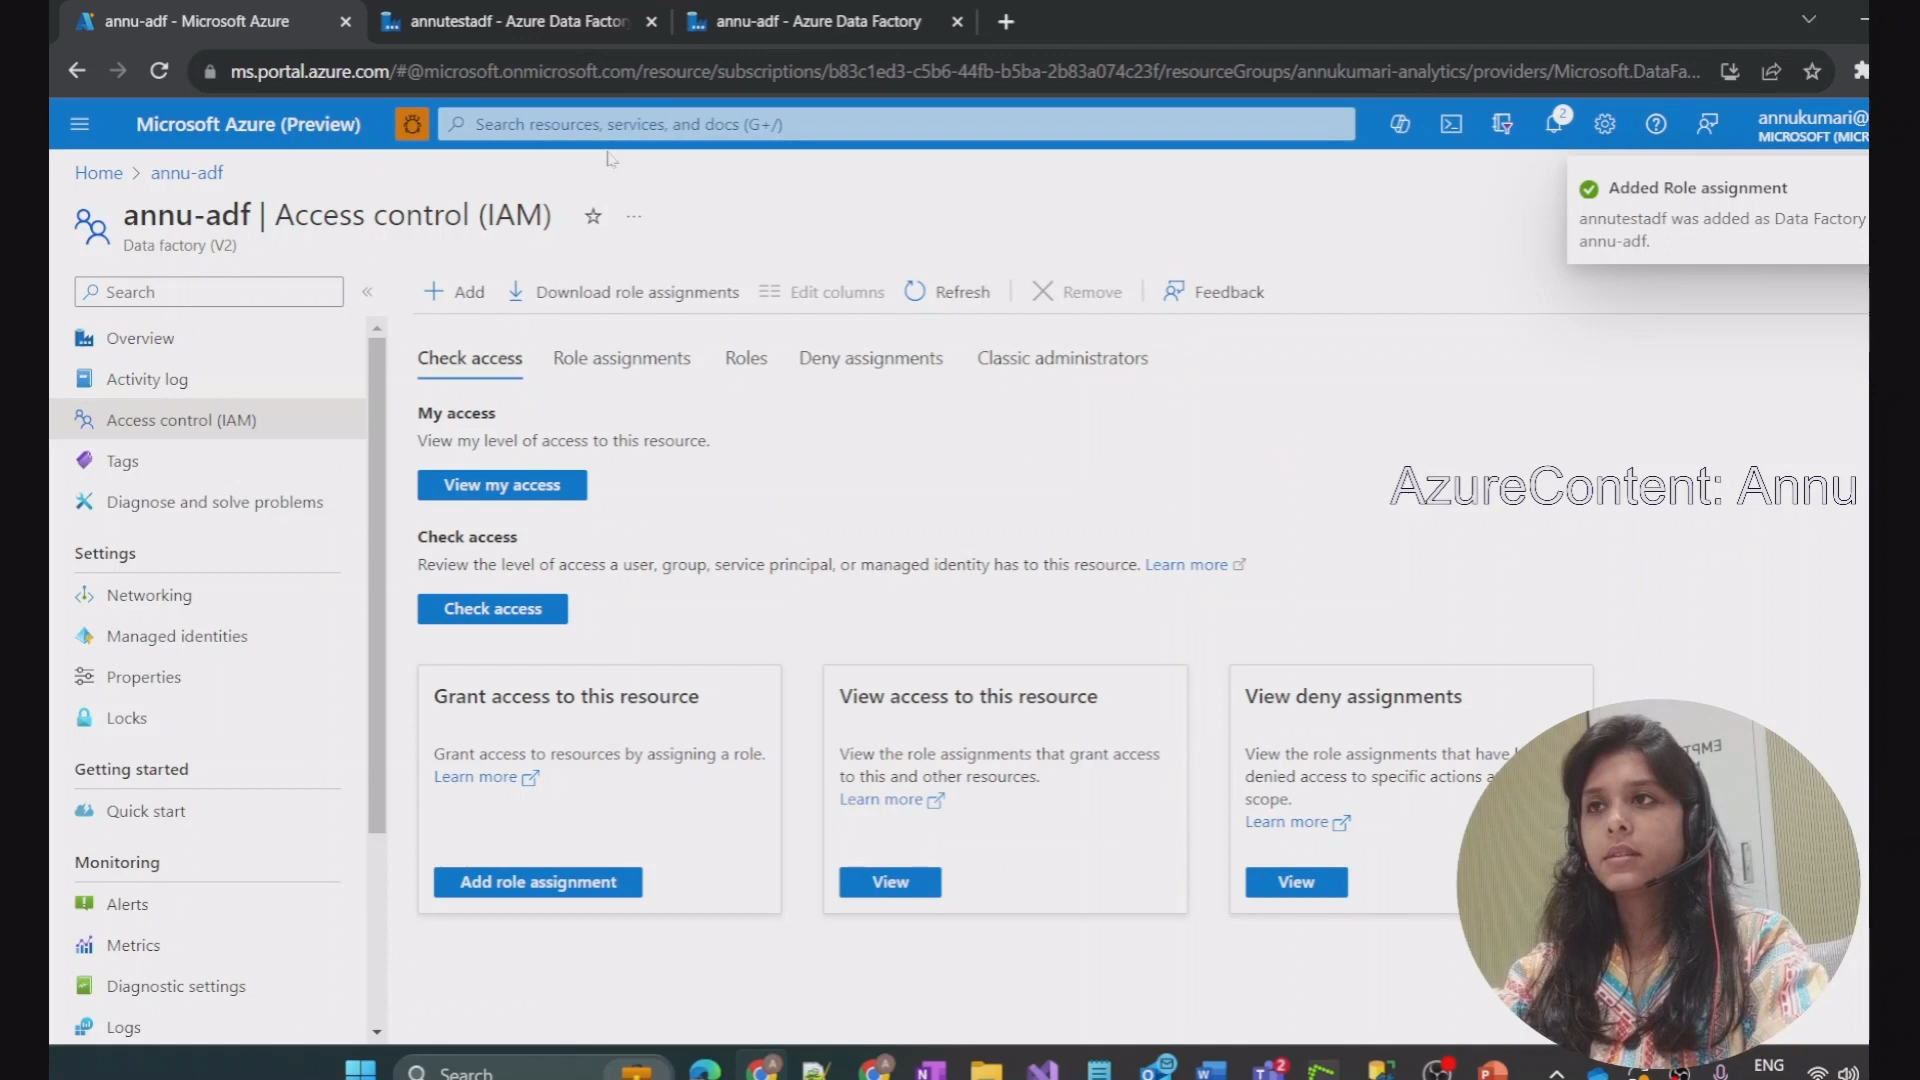 annu-adf - Microsoft Azure
annutestadf - Azure Data Factory
annu-adf - Azure Data Factory
ms.portal.azure.com/#@microsoft.onmicrosoft.com/resource/subscriptions/b83c1ed3-c5b6-44fb-b5ba-2b83a074c23f/resourceGroups/annukumari-analytics/providers/Microsoft.DataFa...
Microsoft Azure (Preview)
Search resources, services, and docs (G+/)
2
annukumari@
MICROSOFT (MICR
Home > annu-adf
annu-adf | Access control (IAM)
Data factory (V2)
Added Role assignment
annutestadf was added as Data Factory
annu-adf.
Search
Add
Download role assignments
Edit columns
Refresh
Remove
Feedback
Overview
Activity log
Access control (IAM)
Tags
Diagnose and solve problems
Settings
Networking
Managed identities
Properties
Locks
Getting started
Quick start
Monitoring
Alerts
Metrics
Diagnostic settings
Logs
Check access
Role assignments
Roles
Deny assignments
Classic administrators
My access
View my level of access to this resource.
View my access
Check access
Review the level of access a user, group, service principal, or managed identity has to this resource. Learn more
Check access
AzureContent: Annu
Grant access to this resource
Grant access to resources by assigning a role.
Learn more
Add role assignment
View access to this resource
View the role assignments that grant access
to this and other resources.
Learn more
View
View deny assignments
View the role assignments that have
denied access to specific actions
scope.
Learn more
View
Search
2
ENG